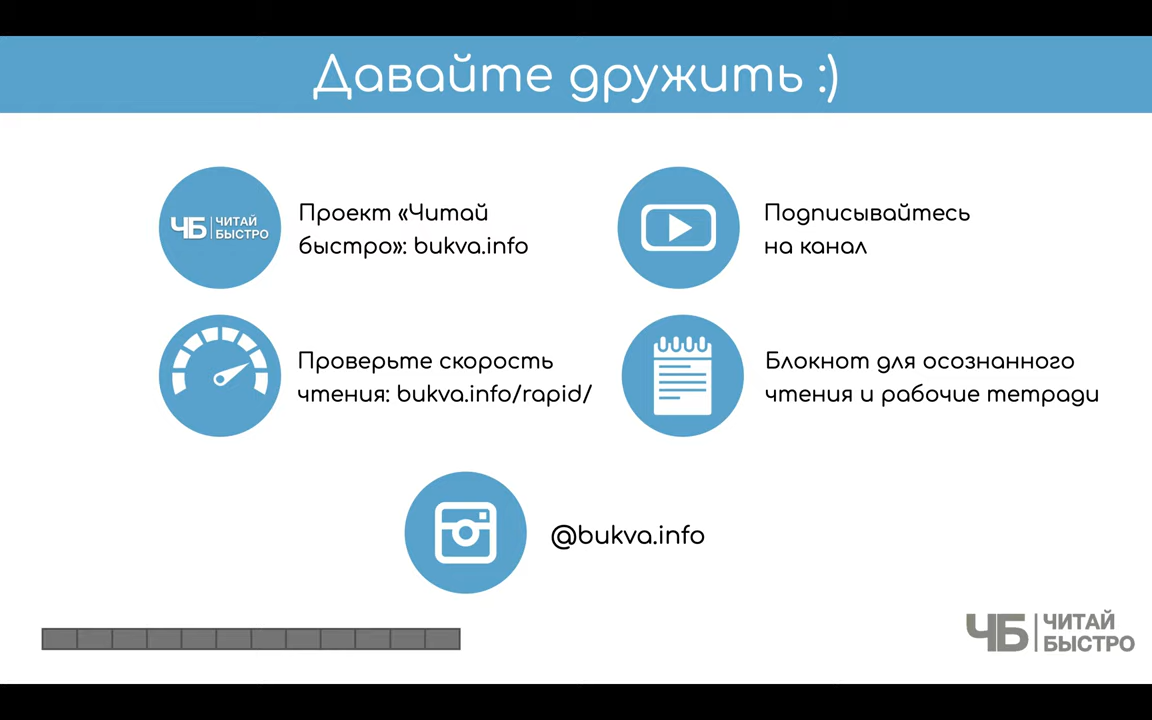 Давайте дружить :)
ЧБ ЧИТАЙ
БЫСТРО
Проект «Читай
быстро»: bukva.info
Подписывайтесь
на канал
Проверьте скорость
чтения: bukva.info/rapid/
Блокнот для осознанного
чтения и рабочие тетради
@bukva.info
ЧБ ЧИТАЙ
БЫСТРО